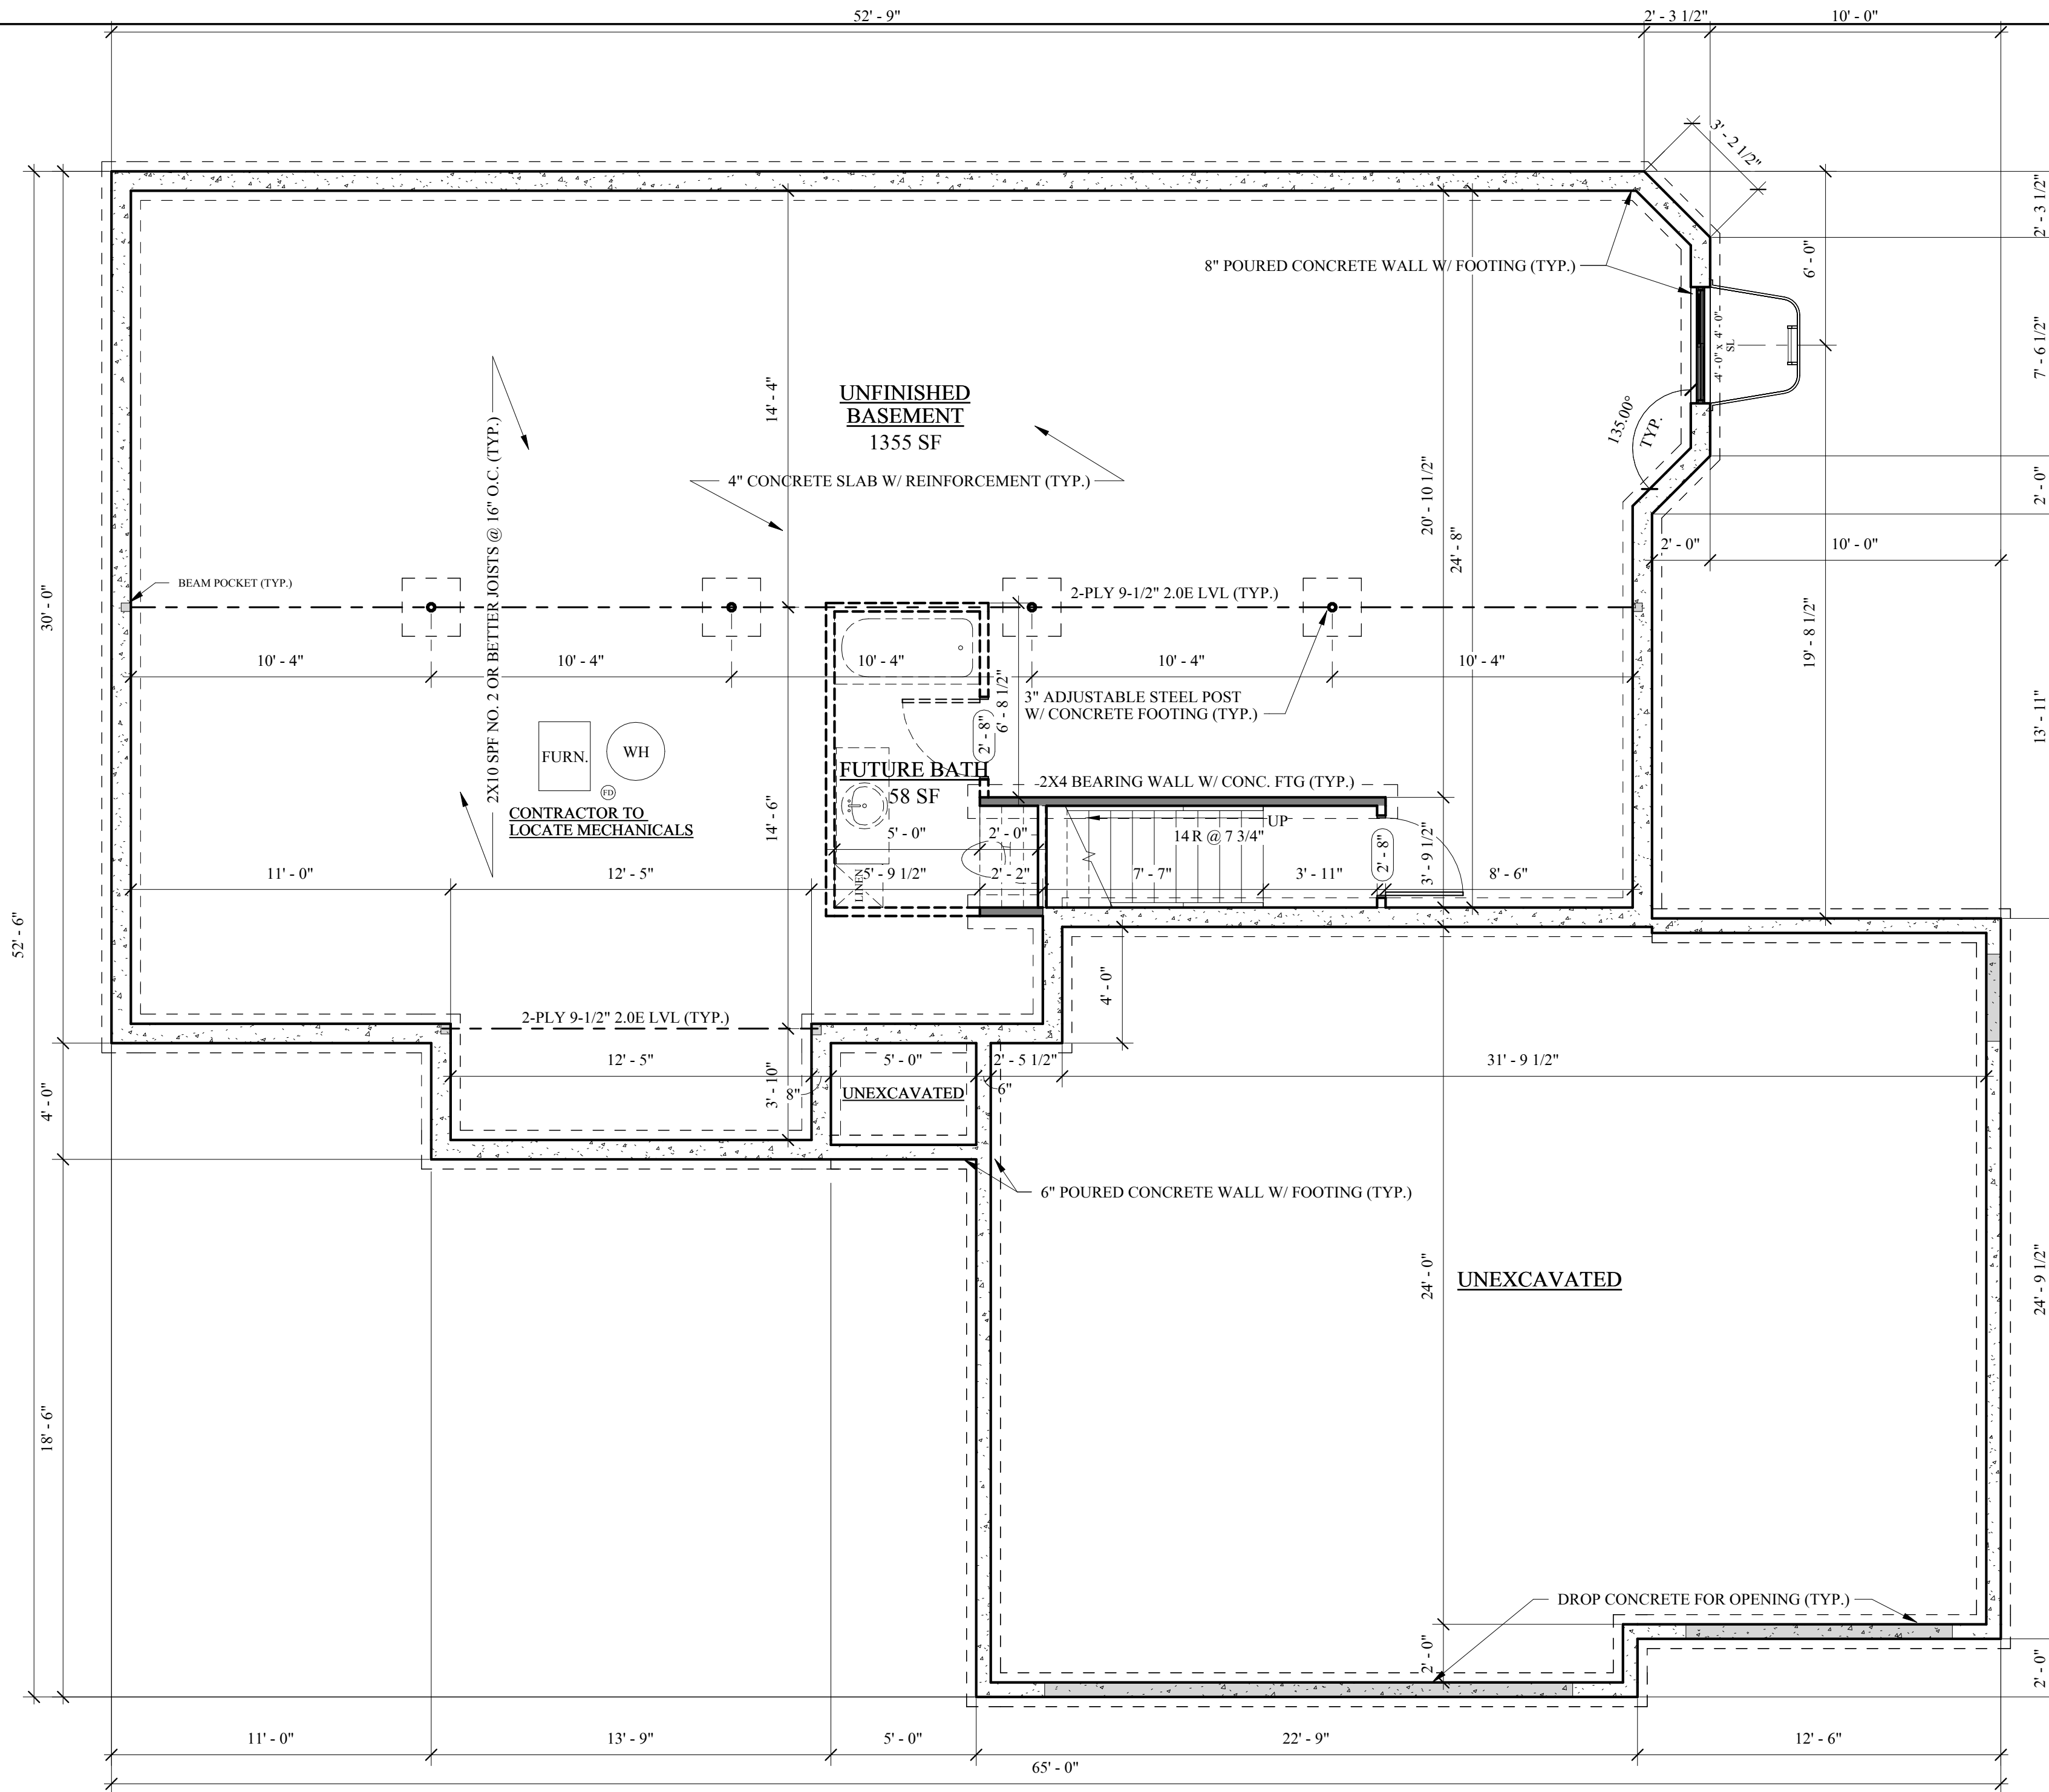 52' - 9"
2' - 3 1/2"
10' - 0"
3' - 2 1/2"
2' - 3 1/2"
6' - 0"
8" POURED CONCRETE WALL W/ FOOTING (TYP.)
4' - 0" x 4' - 0"
SL
7' - 6 1/2"
14' - 4"
UNFINISHED
BASEMENT
1355 SF
135.00°
TYP.
4" CONCRETE SLAB W/ REINFORCEMENT (TYP.)
2X10 SPF NO. 2 OR BETTER JOISTS @ 16" O.C. (TYP.)
20' - 10 1/2"
24' - 8"
2' - 0"
2' - 0"
10' - 0"
BEAM POCKET (TYP.)
30' - 0"
2-PLY 9-1/2" 2.0E LVL (TYP.)
19' - 8 1/2"
10' - 4"
10' - 4"
10' - 4"
10' - 4"
10' - 4"
6' - 8 1/2"
3" ADJUSTABLE STEEL POST
W/ CONCRETE FOOTING (TYP.)
13' - 11"
2' - 8"
FURN.
WH
FD
FUTURE BATH
58 SF
2X4 BEARING WALL W/ CONC. FTG (TYP.)
CONTRACTOR TO
LOCATE MECHANICALS
14' - 6"
5' - 0"
2' - 0"
UP
14 R @ 7 3/4"
2' - 8"
3' - 9 1/2"
11' - 0"
12' - 5"
5' - 9 1/2"
2' - 2"
7' - 7"
3' - 11"
8' - 6"
LINEN
52' - 6"
4' - 0"
2-PLY 9-1/2" 2.0E LVL (TYP.)
12' - 5"
5' - 0"
2' - 5 1/2"
31' - 9 1/2"
4' - 0"
3' - 10"
8"
UNEXCAVATED
6"
6" POURED CONCRETE WALL W/ FOOTING (TYP.)
24' - 0"
UNEXCAVATED
24' - 9 1/2"
18' - 6"
DROP CONCRETE FOR OPENING (TYP.)
2' - 0"
2' - 0"
11' - 0"
13' - 9"
5' - 0"
22' - 9"
12' - 6"
65' - 0"